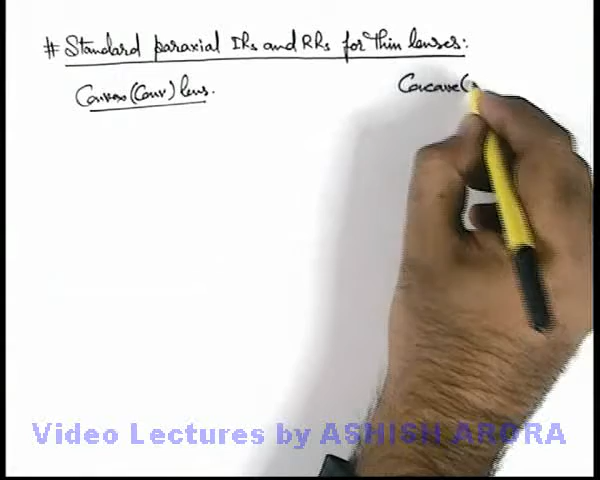 # Standard paraxial IRs and RRs for thin lenses:
Convex (Conv) lens.
Concave (
Video Lectures by ASHISH ARORA